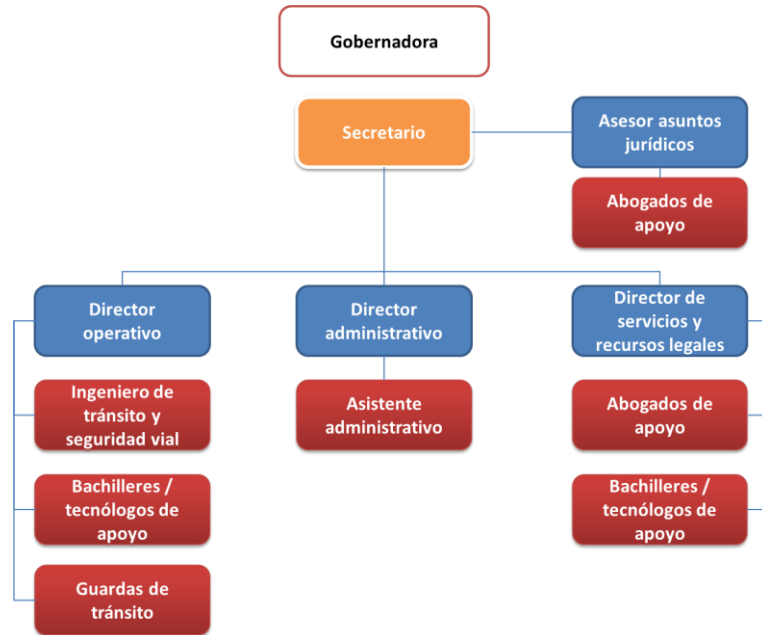 Gobernadora
Secretario
Asesor asuntos
jurídicos
Abogados de
apoyo
Director
operativo
Director
administrativo
Director de
servicios y
recursos legales
Ingeniero de
tránsito y
seguridad vial
Asistente
administrativo
Abogados de
apoyo
Bachilleres /
tecnólogos de
apoyo
Bachilleres /
tecnólogos de
apoyo
Guardas de
tránsito